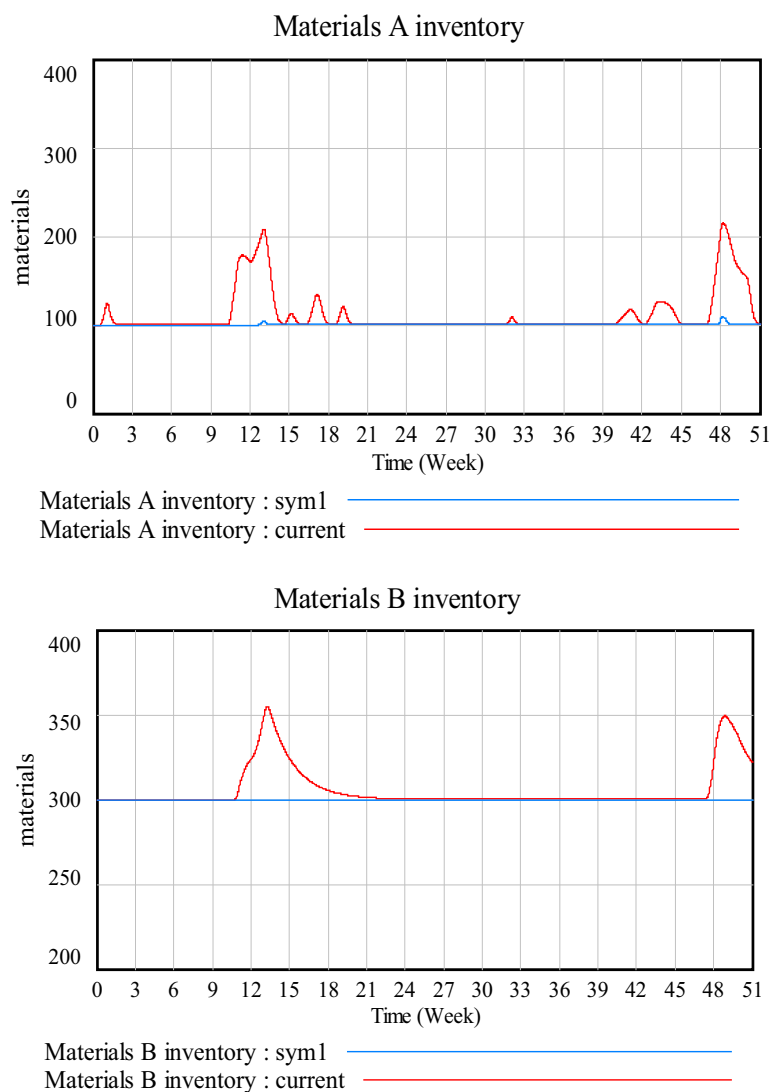 Materials A inventory
400
300
200
100
0
materials
0 3 6 9 12 15 18 21 24 27 30 33 36 39 42 45 48 51
Time (Week)
Materials A inventory : sym1
Materials A inventory : current
Materials B inventory
400
350
300
250
200
materials
0 3 6 9 12 15 18 21 24 27 30 33 36 39 42 45 48 51
Time (Week)
Materials B inventory : sym1
Materials B inventory : current